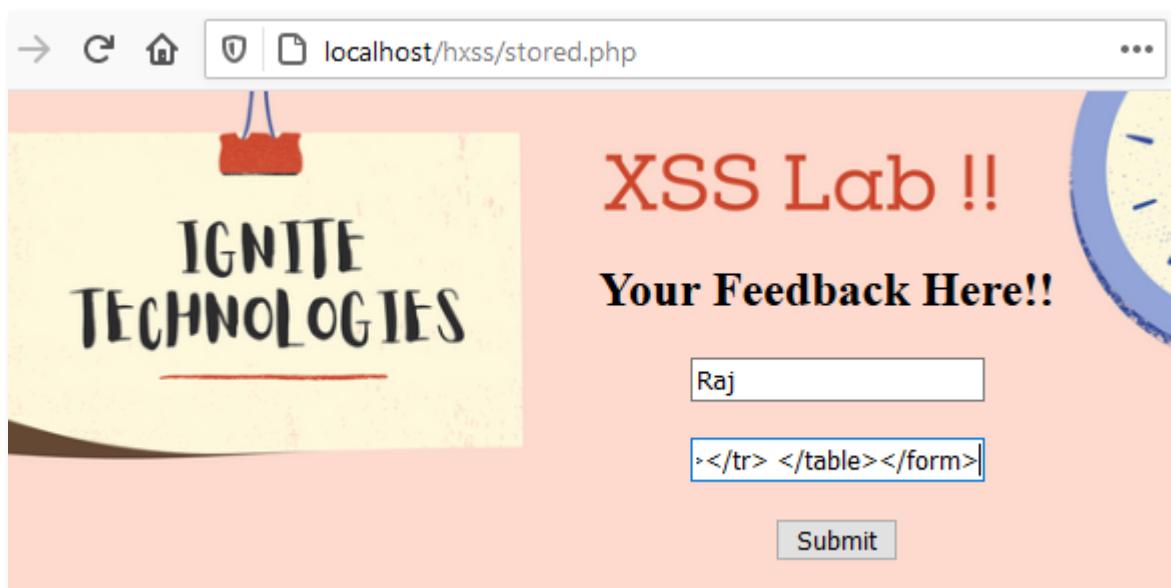 localhost/hxss/stored.php
XSS Lab !!
IGNITE
TECHNOLOGIES
Your Feedback Here!!
Raj
></tr> </table></form>
Submit